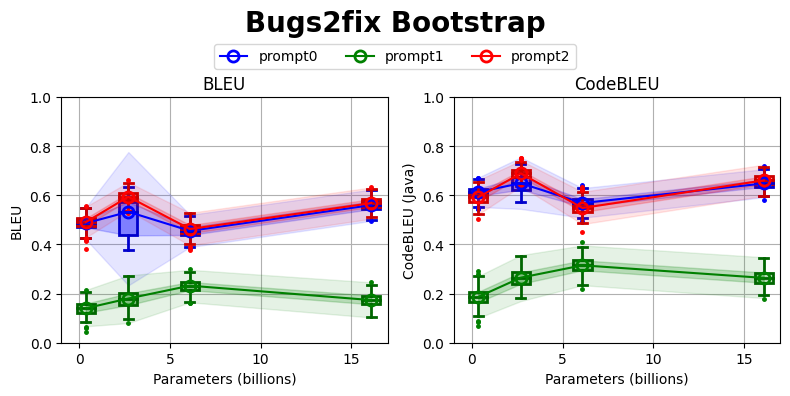 Bugs2fix Bootstrap
prompt0 prompt1 prompt2
BLEU CodeBLEU
1.0 1.0
0.8 0.8
0.6 0.6
0.4 0.4
0.2 0.2
0.0 0.0
BLEU
CodeBLEU (Java)
0 5 10 15 0 5 10 15
Parameters (billions) Parameters (billions)